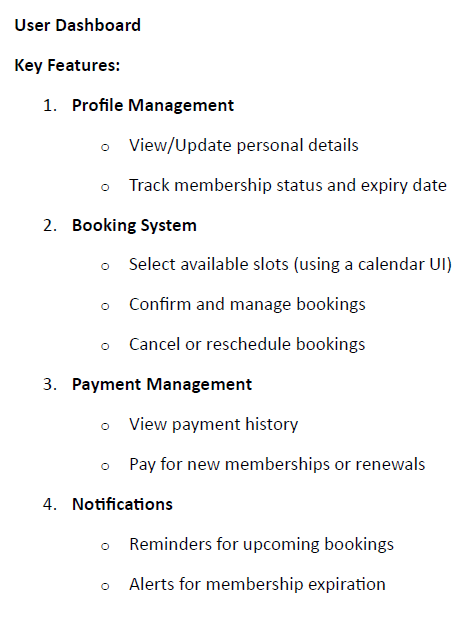 User Dashboard
Key Features:
1. Profile Management
o View/Update personal details
o Track membership status and expiry date
2. Booking System
o Select available slots (using a calendar UI)
o Confirm and manage bookings
o Cancel or reschedule bookings
3. Payment Management
o View payment history
o Pay for new memberships or renewals
4. Notifications
o Reminders for upcoming bookings
o Alerts for membership expiration